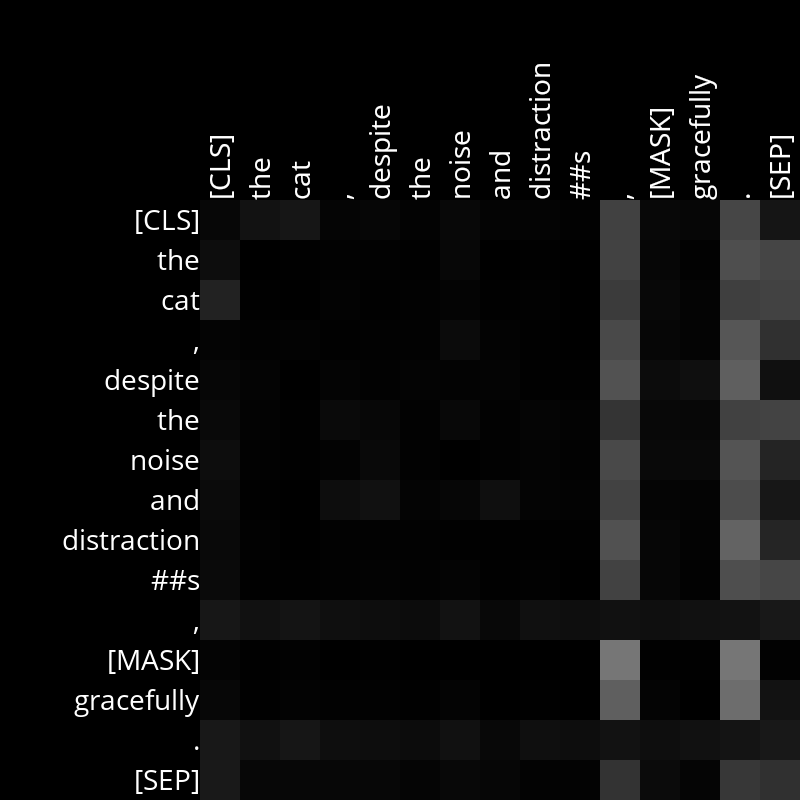 [CLS] the cat , despite the noise and distraction ##s , [MASK] gracefully . [SEP]
[CLS]
the
cat
,
despite
the
noise
and
distraction
##s
,
[MASK]
gracefully
.
[SEP]